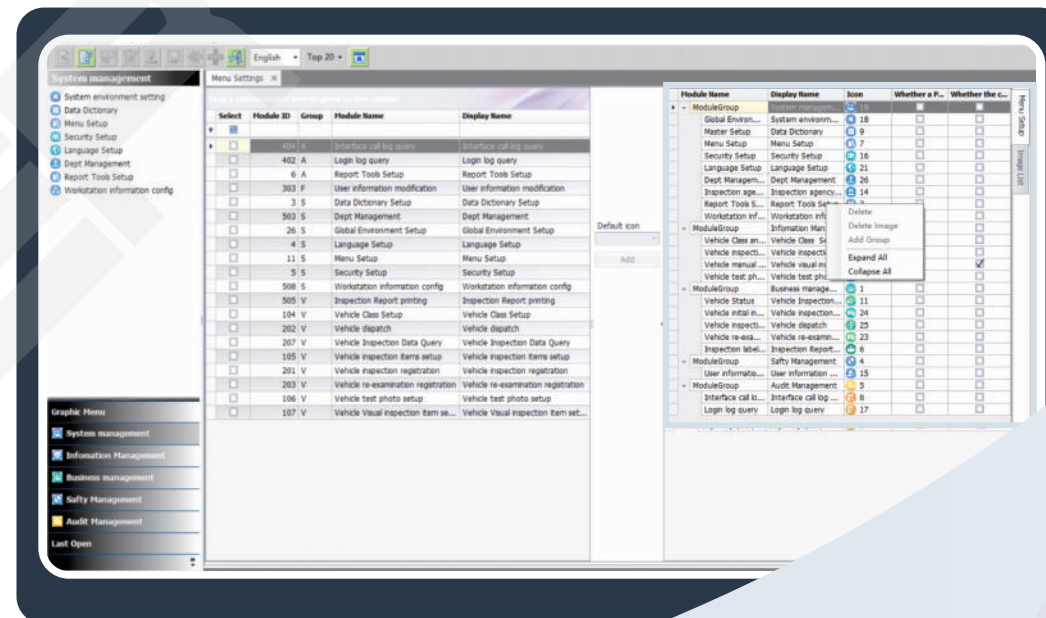 English Top 20
System management
Menu Settings
System environment setting
Data Dictionary
Menu Setup
Security Setup
Language Setup
Dept Management
Report Tools Setup
Workstation information config
Graphic Menu
System management
Infomation Management
Business management
Safty Management
Audit Management
Last Open
Select Module ID Group Module Name Display Name
404 A Interface call log query Interface call log query
402 A Login log query Login log query
6 A Report Tools Setup Report Tools Setup
303 F User information modification User information modification
3 S Data Dictionary Setup Data Dictionary Setup
503 S Dept Management Dept Management
26 S Global Environment Setup Global Environment Setup
4 S Language Setup Language Setup
11 S Menu Setup Menu Setup
5 S Security Setup Security Setup
508 S Workstation information config Workstation information config
505 V Inspection Report printing Inspection Report printing
104 V Vehicle Class Setup Vehicle Class Setup
202 V Vehicle dispatch Vehicle dispatch
207 V Vehicle Inspection Data Query Vehicle Inspection Data Query
105 V Vehicle inspection items setup Vehicle inspection items setup
201 V Vehicle inspection registration Vehicle inspection registration
203 V Vehicle re-examination registration Vehicle re-examination registration
106 V Vehicle test photo setup Vehicle test photo setup
107 V Vehicle Visual inspection item se... Vehicle Visual inspection item set...
Default icon
Add
Module Name Display Name Icon Whether a P... Whether the c...
ModuleGroup System managem... 19
Global Environ... System environm... 18
Master Setup Data Dictionary 9
Menu Setup Menu Setup 7
Security Setup Security Setup 16
Language Setup Language Setup 21
Dept Managem... Dept Management 26
Inspection age... Inspection agency... 14
Report Tools S... Report Tools Setup
Workstation inf... Workstation inf
ModuleGroup Infomation Man
Vehicle Class an... Vehicle Class
Vehicle inspecti... Vehicle inspecti
Vehicle manual ... Vehicle visual
Vehicle test ph... Vehicle test pho
ModuleGroup Business manage... 1
Vehicle Status Vehicle Inspection... 11
Vehicle initial in... Vehicle inspection... 24
Vehicle inspecti... Vehicle dispatch 25
Vehicle re-exa... Vehicle re-examin... 23
Inspection label... Inspection Report... 6
ModuleGroup Safty Management 4
User informatio... User information ... 15
ModuleGroup Audit Management 5
Interface call lo... Interface call log ... 8
Login log query Login log query 17
Delete
Delete Image
Add Group
Expand All
Collapse All
Menu Setup
Image List